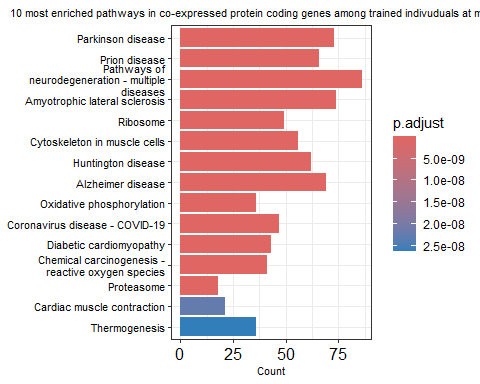 10 most enriched pathways in co-expressed protein coding genes among trained indivuduals at m
Parkinson disease
Prion disease
Pathways of
neurodegeneration - multiple
diseases
Amyotrophic lateral sclerosis
Ribosome
Cytoskeleton in muscle cells
Huntington disease
Alzheimer disease
Oxidative phosphorylation
Coronavirus disease - COVID-19
Diabetic cardiomyopathy
Chemical carcinogenesis -
reactive oxygen species
Proteasome
Cardiac muscle contraction
Thermogenesis
0 25 50 75
Count
p.adjust
5.0e-09
1.0e-08
1.5e-08
2.0e-08
2.5e-08